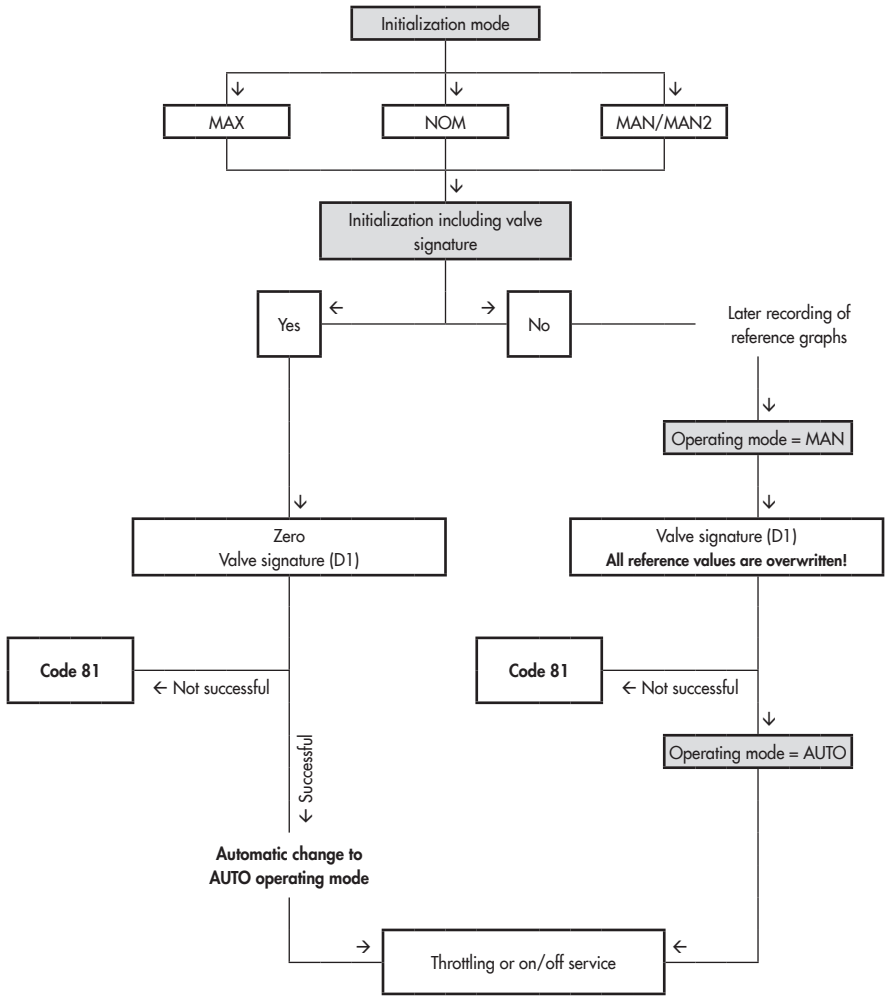 Initialization mode
MAX
NOM
MAN/MAN2
Initialization including valve
signature
Yes
No
Later recording of
reference graphs
Operating mode = MAN
Zero
Valve signature (D1)
Valve signature (D1)
All reference values are overwritten!
Code 81
← Not successful
Code 81
← Not successful
Operating mode = AUTO
← Successful
Automatic change to
AUTO operating mode
Throttling or on/off service